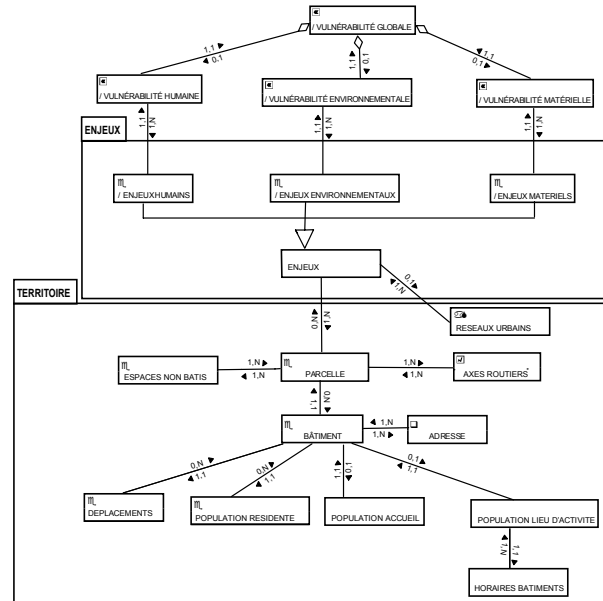 / VULNÉRABILITÉ GLOBALE
1,1
0,1
1,1
0,1
1,1
0,1
/ VULNÉRABILITÉ HUMAINE
/ VULNÉRABILITÉ ENVIRONNEMENTALE
/ VULNÉRABILITÉ MATÉRIELLE
1,1
1,N
1,1
1,N
1,1
1,N
ENJEUX
/ ENJEUX HUMAINS
/ ENJEUX ENVIRONNEMENTAUX
/ ENJEUX MATERIELS
ENJEUX
0,1
1,N
TERRITOIRE
0,N
1,N
RESEAUX URBAINS
ESPACES NON BATIS
1,N
1,N
PARCELLE
1,N
1,N
AXES ROUTIERS
1,1
0,N
BÂTIMENT
1,N
1,N
ADRESSE
0,N
1,1
0,N
1,1
1,1
0,1
0,1
1,1
DEPLACEMENTS
POPULATION RESIDENTE
POPULATION ACCUEIL
POPULATION LIEU D'ACTIVITE
1,N
1,1
HORAIRES BATIMENTS